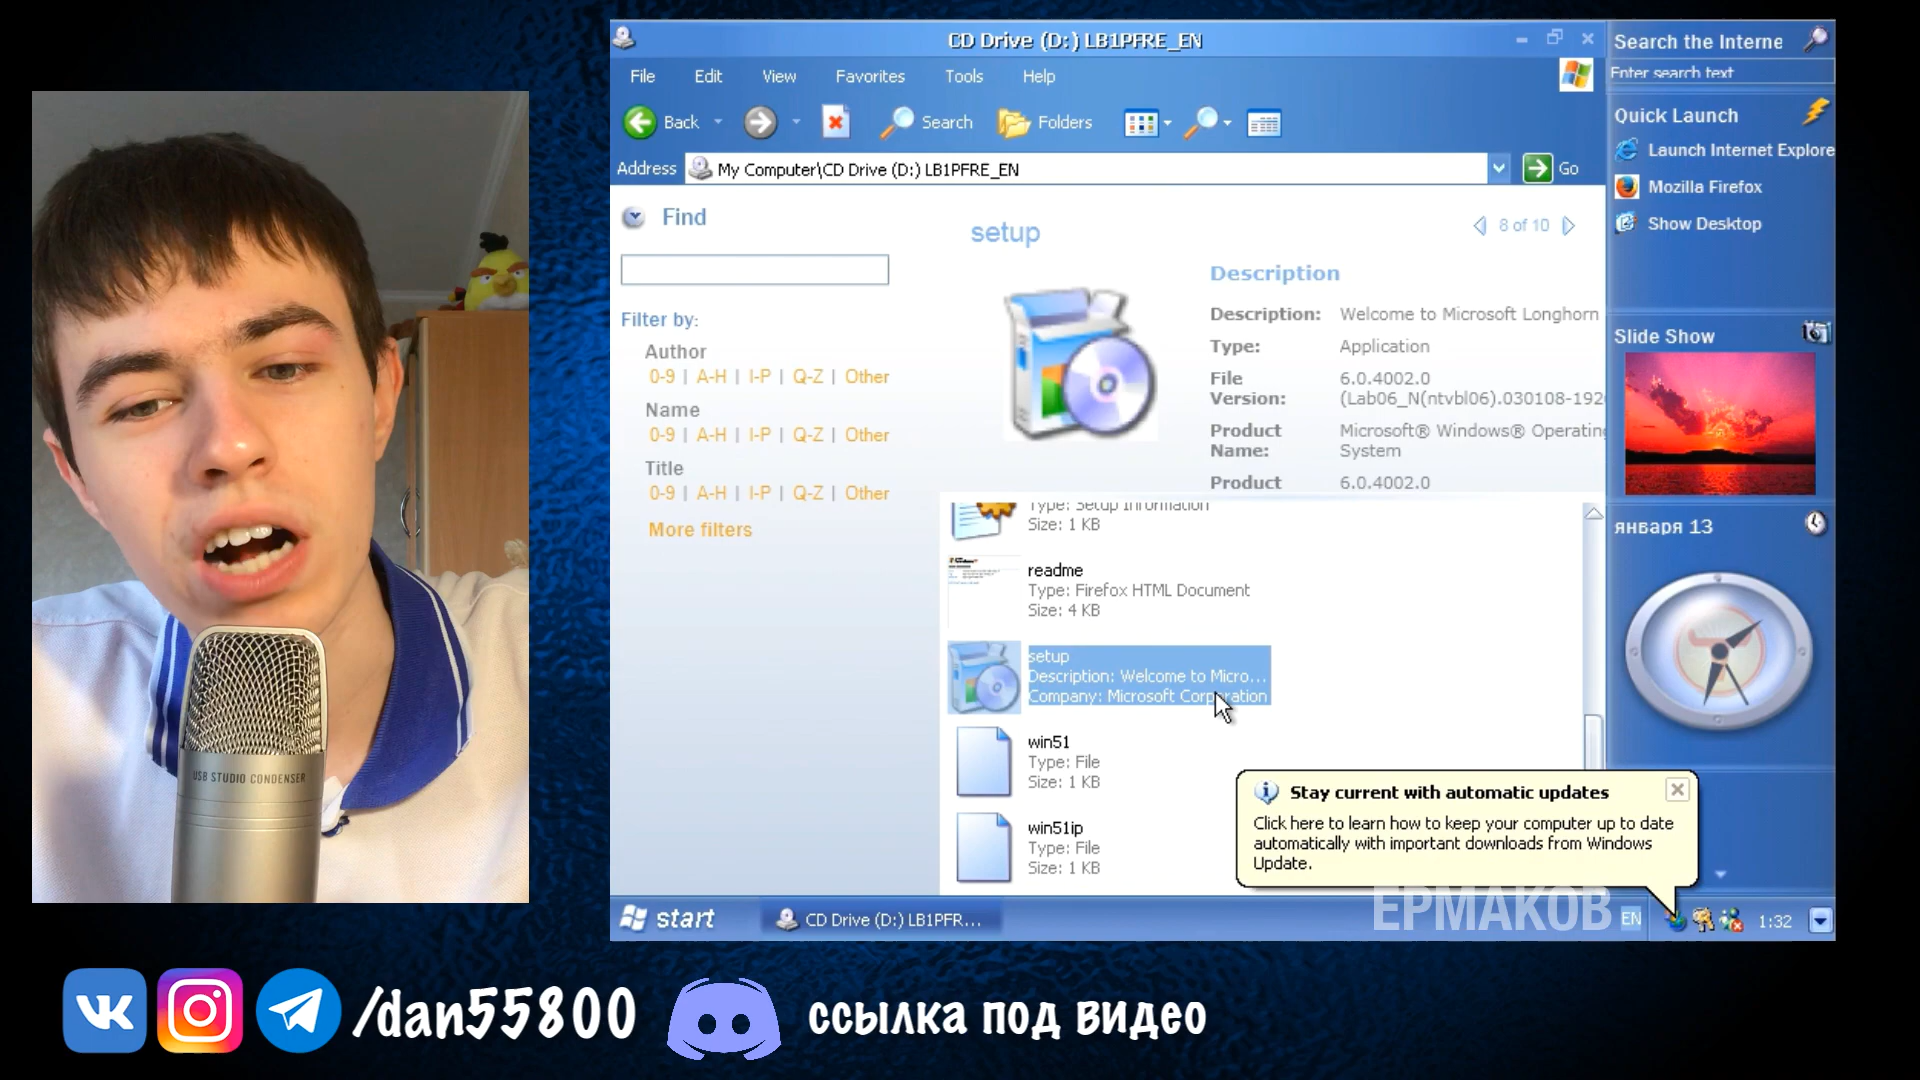 USB STUDIO CONDENSER
CD Drive (D:) LB1PFRE_EN
File Edit View Favorites Tools Help
Back Search Folders
Address My Computer\CD Drive (D:) LB1PFRE_EN Go
Find
Filter by:
Author
0-9 | A-H | I-P | Q-Z | Other
Name
0-9 | A-H | I-P | Q-Z | Other
Title
0-9 | A-H | I-P | Q-Z | Other
More filters
setup
8 of 10
Description
Description: Welcome to Microsoft Longhorn
Type: Application
File 6.0.4002.0
Version: (Lab06_N(ntvbl06).030108-192
Product Microsoft® Windows® Operating
Name: System
Product 6.0.4002.0
Type: Setup Information
Size: 1 KB
readme
Type: Firefox HTML Document
Size: 4 KB
setup
Description: Welcome to Micro...
Company: Microsoft Corporation
win51
Type: File
Size: 1 KB
win51ip
Type: File
Size: 1 KB
Search the Interne
Enter search text
Quick Launch
Launch Internet Explore
Mozilla Firefox
Show Desktop
Slide Show
января 13
Stay current with automatic updates
Click here to learn how to keep your computer up to date
automatically with important downloads from Windows
Update.
ЕРМАКОВ
start CD Drive (D:) LB1PFR... EN 1:32
/dan55800 ссылка под видео